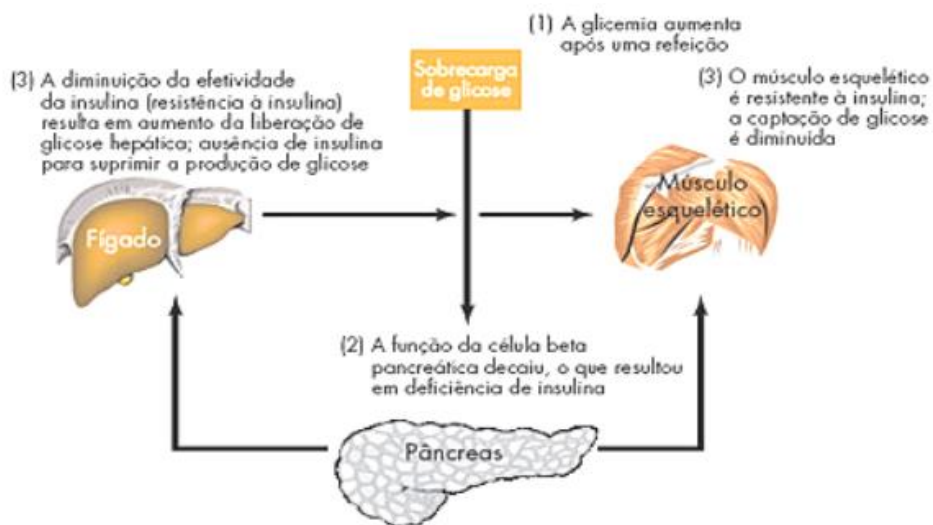 (1) A glicemia aumenta
após uma refeição
Sobrecarga
de glicose
(3) A diminuição da efetividade
da insulina (resistência à insulina)
resulta em aumento da liberação de
glicose hepática; ausência de insulina
para suprimir a produção de glicose
(3) O músculo esquelético
é resistente à insulina;
a captação de glicose
é diminuída
Fígado
Músculo
esquelético
(2) A função da célula beta
pancreática decaiu, o que resultou
em deficiência de insulina
Pâncreas